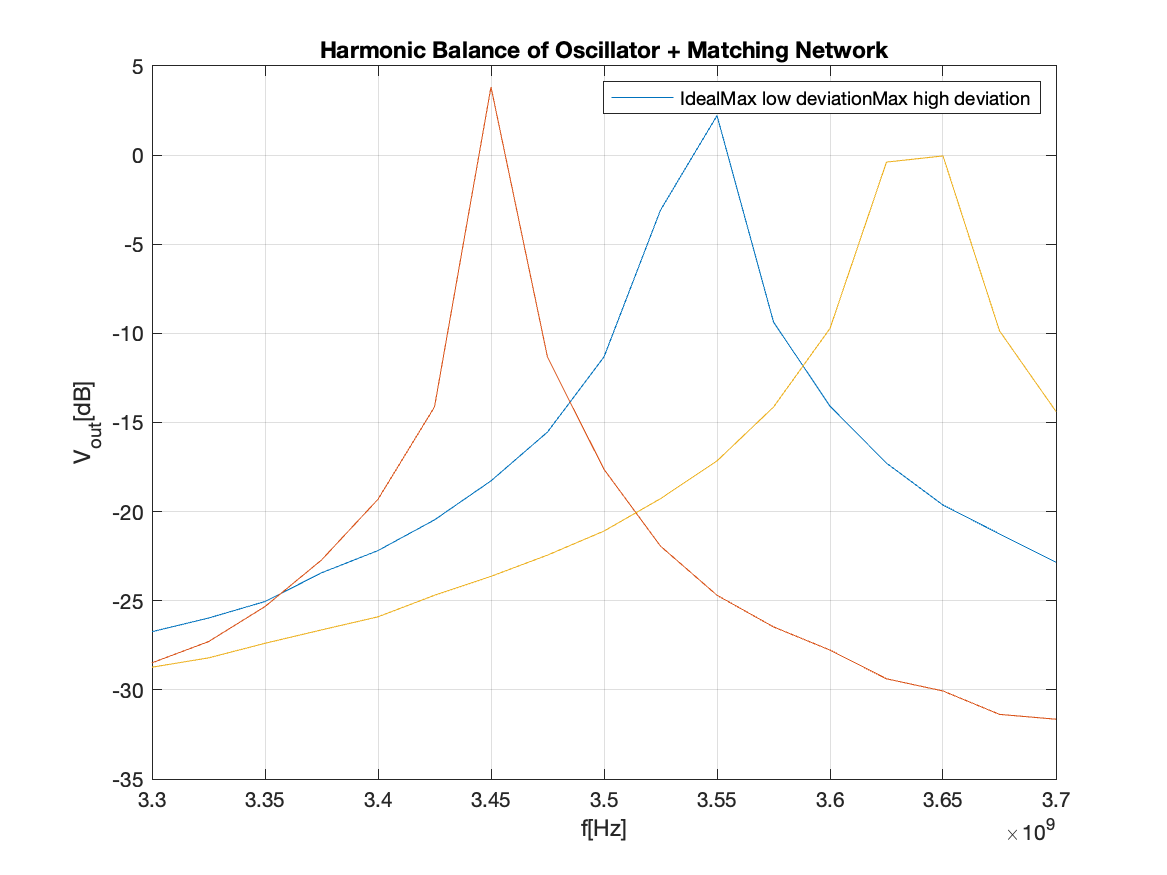 Harmonic Balance of Oscillator + Matching Network
IdealMax low deviationMax high deviation
5
0
-5
-10
-15
-20
-25
-30
-35
V_out[dB]
3.3 3.35 3.4 3.45 3.5 3.55 3.6 3.65 3.7
f[Hz]
× 10^9